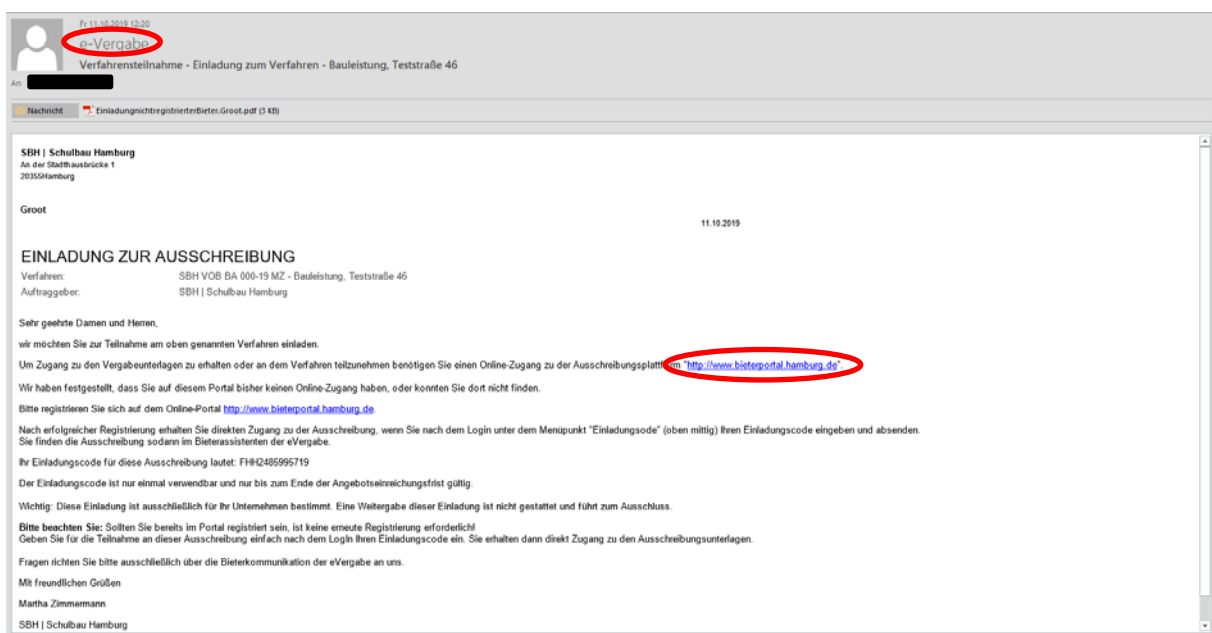 Fr 11.10.2019 12:20
e-Vergabe
Verfahrensteilnahme - Einladung zum Verfahren - Bauleistung, Teststraße 46
An
Nachricht EinladungnichtregistrierterBieter.Groot.pdf (3 KB)
SBH | Schulbau Hamburg
An der Stadthausbrücke 1
20355Hamburg
Groot
11.10.2019
EINLADUNG ZUR AUSSCHREIBUNG
Verfahren: SBH VOB BA 000-19 MZ - Bauleistung, Teststraße 46
Auftraggeber: SBH | Schulbau Hamburg
Sehr geehrte Damen und Herren,
wir möchten Sie zur Teilnahme am oben genannten Verfahren einladen.
Um Zugang zu den Vergabeunterlagen zu erhalten oder an dem Verfahren teilzunehmen benötigen Sie einen Online-Zugang zu der Ausschreibungsplattform "http://www.bieterportal.hamburg.de".
Wir haben festgestellt, dass Sie auf diesem Portal bisher keinen Online-Zugang haben, oder konnten Sie dort nicht finden.
Bitte registrieren Sie sich auf dem Online-Portal http://www.bieterportal.hamburg.de.
Nach erfolgreicher Registrierung erhalten Sie direkten Zugang zu der Ausschreibung, wenn Sie nach dem Login unter dem Menüpunkt "Einladungsode" (oben mittig) Ihren Einladungscode eingeben und absenden.
Sie finden die Ausschreibung sodann im Bieterassistenten der eVergabe.
Ihr Einladungscode für diese Ausschreibung lautet: FHH2485995719
Der Einladungscode ist nur einmal verwendbar und nur bis zum Ende der Angebotseinreichungsfrist gültig.
Wichtig: Diese Einladung ist ausschließlich für Ihr Unternehmen bestimmt. Eine Weitergabe dieser Einladung ist nicht gestattet und führt zum Ausschluss.
Bitte beachten Sie: Sollten Sie bereits im Portal registriert sein, ist keine erneute Registrierung erforderlich!
Geben Sie für die Teilnahme an dieser Ausschreibung einfach nach dem LogIn Ihren Einladungscode ein. Sie erhalten dann direkt Zugang zu den Ausschreibungsunterlagen.
Fragen richten Sie bitte ausschließlich über die Bieterkommunikation der eVergabe an uns.
Mit freundlichen Grüßen
Martha Zimmermann
SBH | Schulbau Hamburg